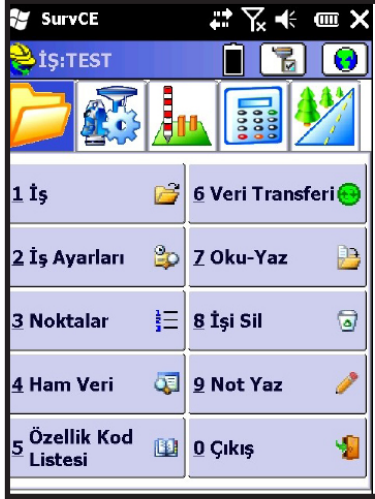 SurvCE
İŞ:TEST
1 İş
6 Veri Transferi
2 İş Ayarları
7 Oku-Yaz
3 Noktalar
8 İşi Sil
4 Ham Veri
9 Not Yaz
5 Özellik Kod
Listesi
0 Çıkış